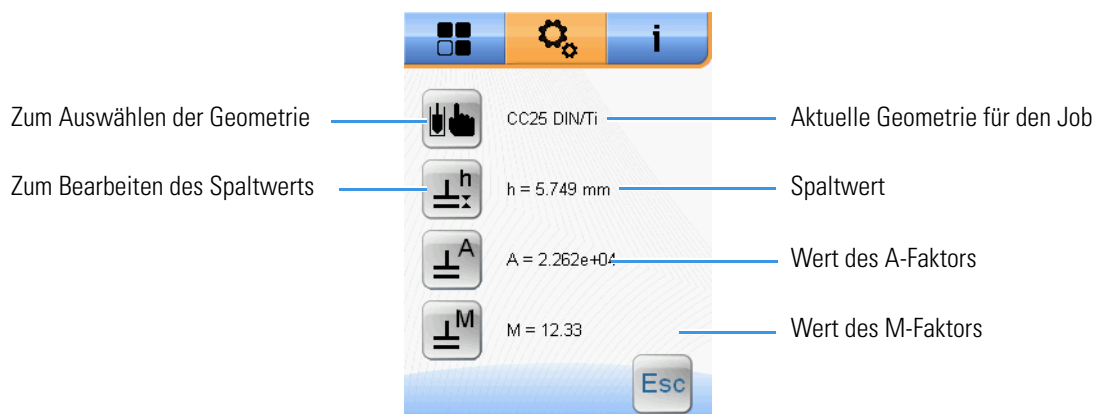 i
Zum Auswählen der Geometrie
CC25 DIN/Ti
Aktuelle Geometrie für den Job
Zum Bearbeiten des Spaltwerts
h
h = 5.749 mm
Spaltwert
A
A = 2.262e+04
Wert des A-Faktors
M
M = 12.33
Wert des M-Faktors
Esc